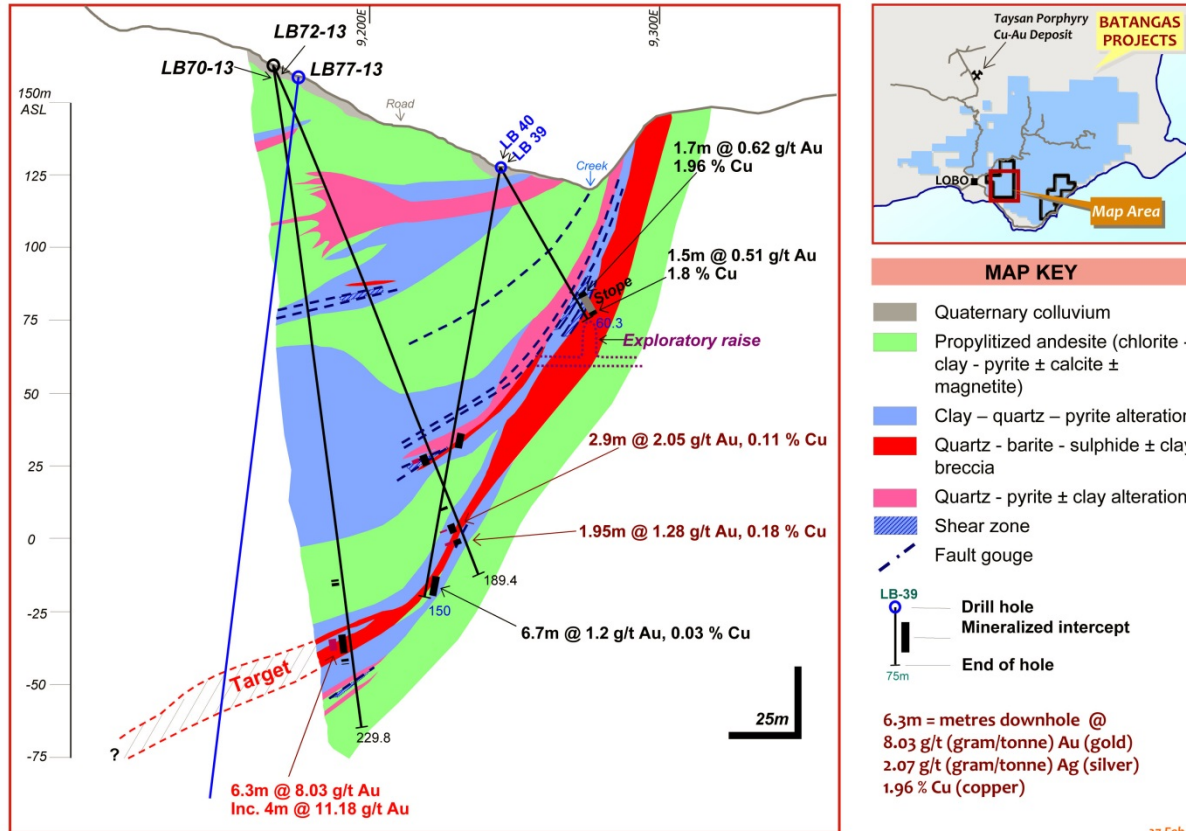 9,200E
9,300E
LB72-13
LB70-13
LB77-13
150m
ASL
125
100
75
50
25
0
-25
-50
-75
Road
LB 40
LB 39
Creek
1.7m @ 0.62 g/t Au
1.96 % Cu
1.5m @ 0.51 g/t Au
1.8 % Cu
Stope
60.3
Exploratory raise
2.9m @ 2.05 g/t Au, 0.11 % Cu
1.95m @ 1.28 g/t Au, 0.18 % Cu
189.4
150
6.7m @ 1.2 g/t Au, 0.03 % Cu
Target
?
229.8
25m
6.3m @ 8.03 g/t Au
Inc. 4m @ 11.18 g/t Au
Taysan Porphyry
Cu-Au Deposit
BATANGAS
PROJECTS
LOBO
Map Area
MAP KEY
Quaternary colluvium
Propylitized andesite (chlorite -
clay - pyrite ± calcite ±
magnetite)
Clay – quartz – pyrite alteration
Quartz - barite - sulphide ± clay
breccia
Quartz - pyrite ± clay alteration
Shear zone
Fault gouge
LB-39
Drill hole
Mineralized intercept
End of hole
75m
6.3m = metres downhole @
8.03 g/t (gram/tonne) Au (gold)
2.07 g/t (gram/tonne) Ag (silver)
1.96 % Cu (copper)